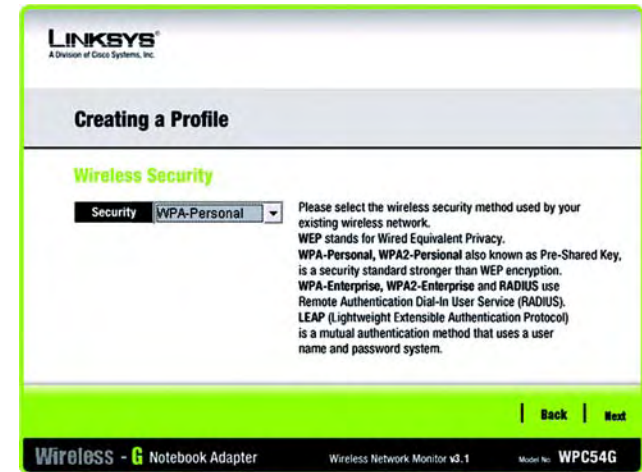 LINKSYS®
A Division of Cisco Systems, Inc.
Creating a Profile
Wireless Security
Security WPA-Personal
Please select the wireless security method used by your
existing wireless network.
WEP stands for Wired Equivalent Privacy.
WPA-Personal, WPA2-Persional also known as Pre-Shared Key,
is a security standard stronger than WEP encryption.
WPA-Enterprise, WPA2-Enterprise and RADIUS use
Remote Authentication Dial-In User Service (RADIUS).
LEAP (Lightweight Extensible Authentication Protocol)
is a mutual authentication method that uses a user
name and password system.
Back Next
Wireless - G Notebook Adapter Wireless Network Monitor v3.1 Model No. WPC54G